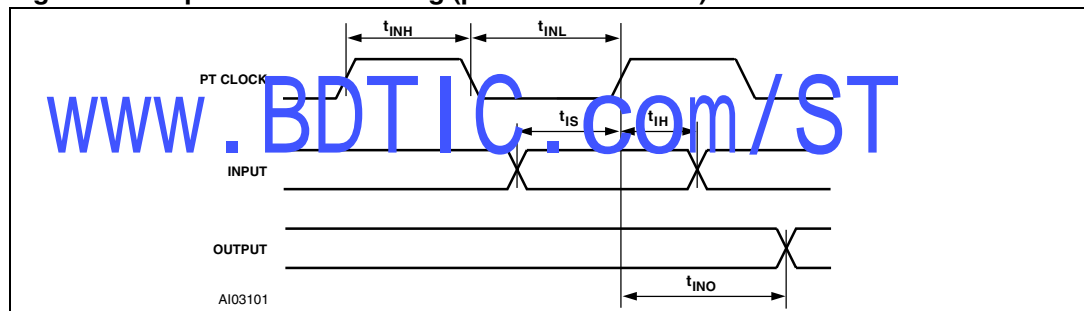 tINH
tINL
PT CLOCK
www.BDTIC.com/ST
tIS
tIH
INPUT
OUTPUT
tINO
AI03101